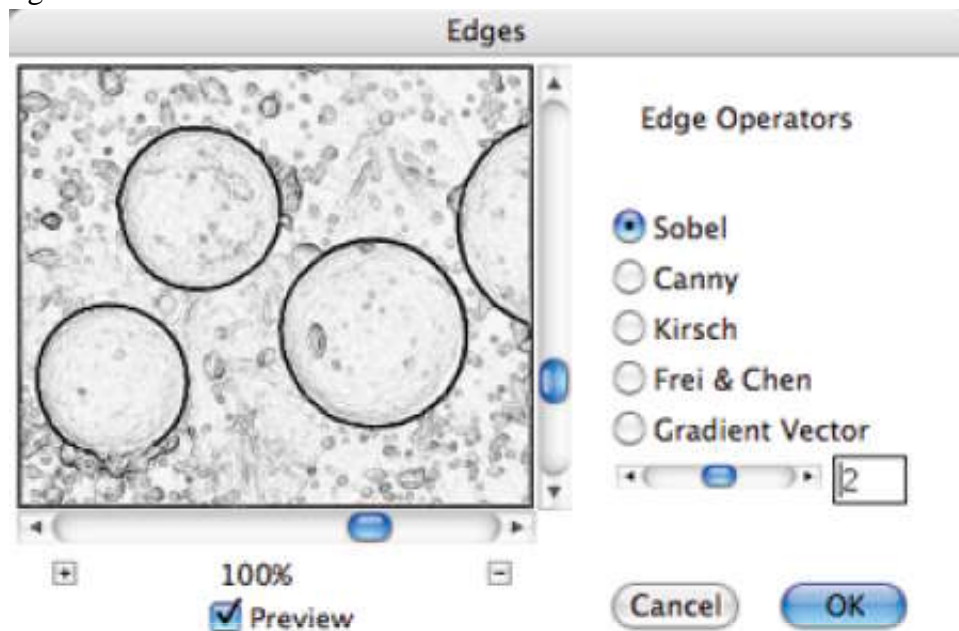 Edges
Edge Operators
Sobel
Canny
Kirsch
Frei & Chen
Gradient Vector
2
100%
Preview
Cancel
OK